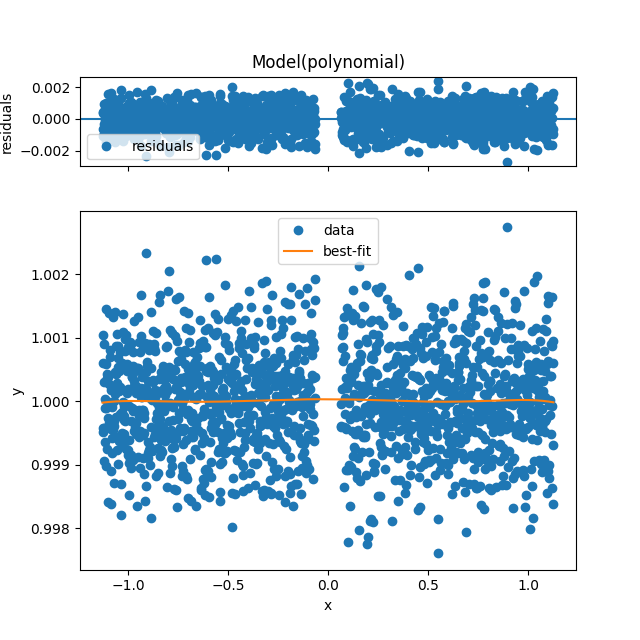 Model(polynomial)
0.002
0.000
−0.002
residuals
residuals
data
best-fit
1.002
1.001
1.000
0.999
0.998
y
−1.0 −0.5 0.0 0.5 1.0
x